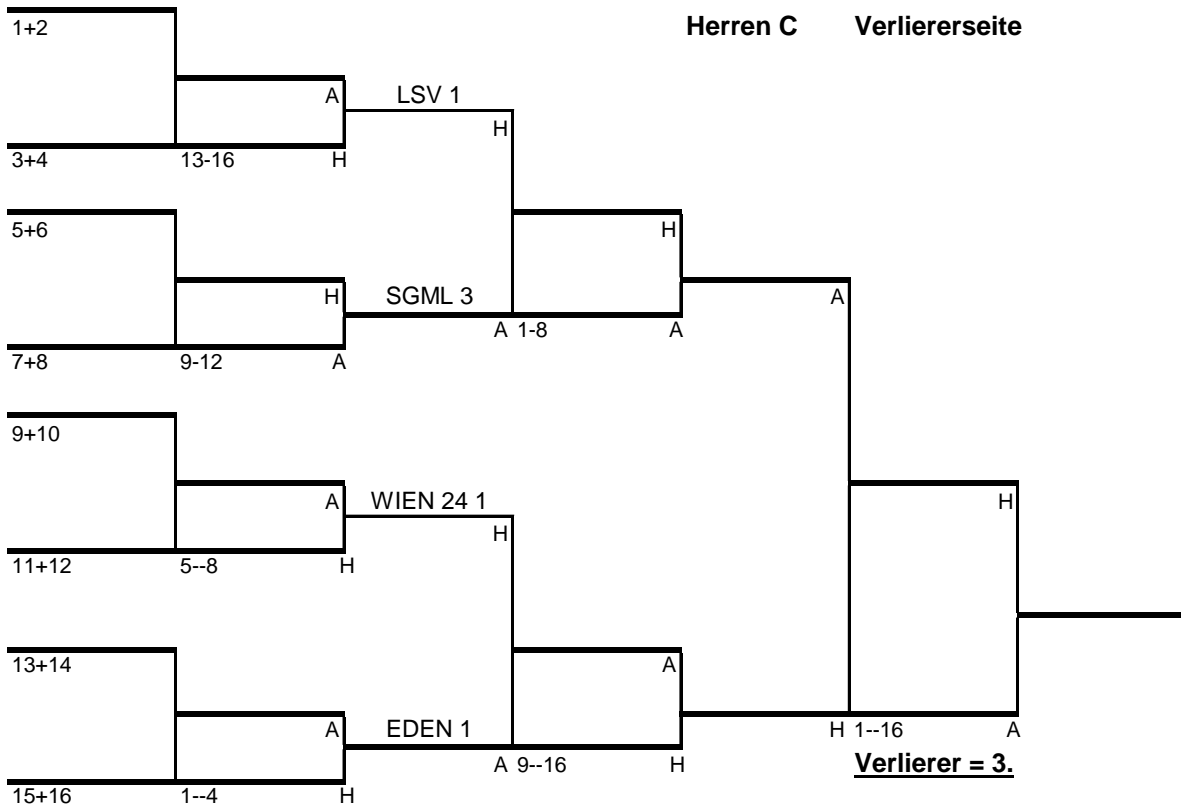 Herren C Verliererseite
1+2
A LSV 1
H
3+4 13-16 H
5+6
H
H SGML 3 A
A 1-8 A
7+8 9-12 A
9+10
A WIEN 24 1 H
H
11+12 5--8 H
13+14
A
A EDEN 1
H 1--16 A
A 9--16 H Verlierer = 3.
15+16 1--4 H